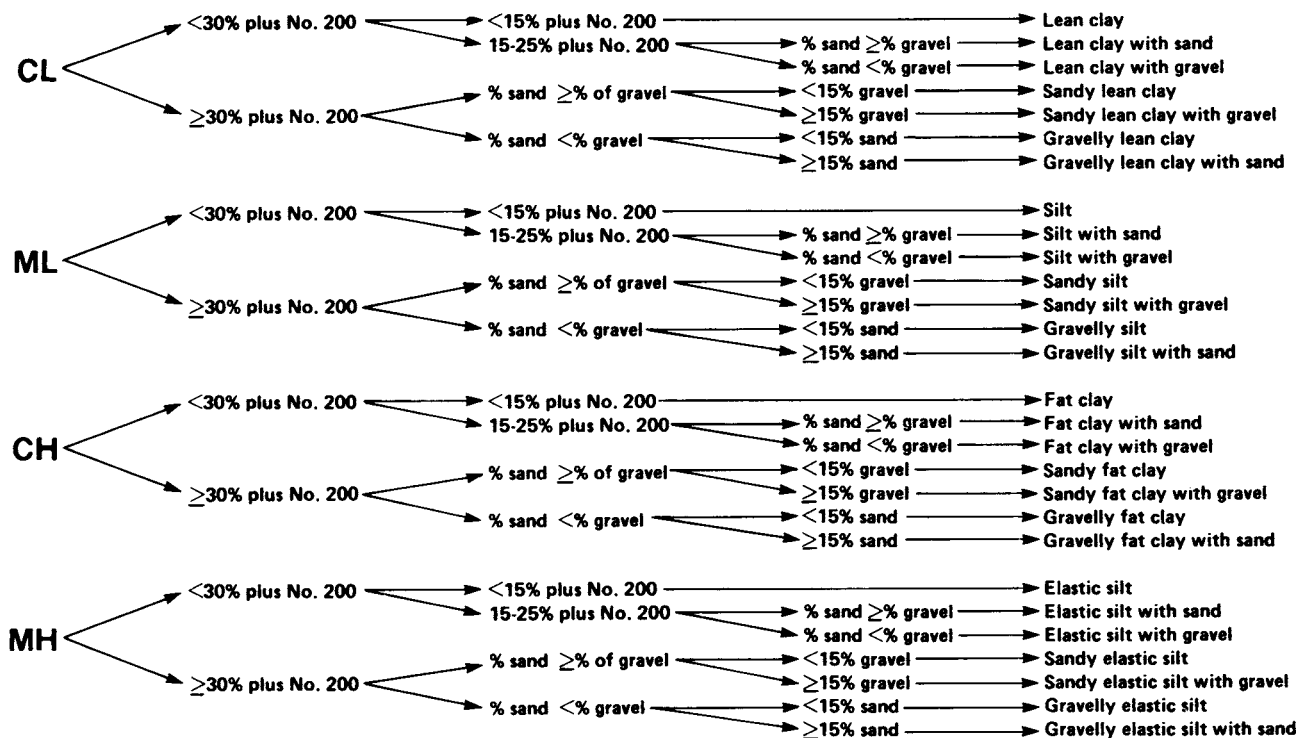 <30% plus No. 200 <15% plus No. 200 Lean clay
15-25% plus No. 200 % sand ≥% gravel Lean clay with sand
CL % sand <% gravel Lean clay with gravel
% sand ≥% of gravel <15% gravel Sandy lean clay
≥30% plus No. 200 ≥15% gravel Sandy lean clay with gravel
% sand <% gravel <15% sand Gravelly lean clay
≥15% sand Gravelly lean clay with sand
<30% plus No. 200 <15% plus No. 200 Silt
15-25% plus No. 200 % sand ≥% gravel Silt with sand
ML % sand <% gravel Silt with gravel
% sand ≥% of gravel <15% gravel Sandy silt
≥30% plus No. 200 ≥15% gravel Sandy silt with gravel
% sand <% gravel <15% sand Gravelly silt
≥15% sand Gravelly silt with sand
<30% plus No. 200 <15% plus No. 200 Fat clay
15-25% plus No. 200 % sand ≥% gravel Fat clay with sand
CH % sand <% gravel Fat clay with gravel
% sand ≥% of gravel <15% gravel Sandy fat clay
≥30% plus No. 200 ≥15% gravel Sandy fat clay with gravel
% sand <% gravel <15% sand Gravelly fat clay
≥15% sand Gravelly fat clay with sand
<30% plus No. 200 <15% plus No. 200 Elastic silt
15-25% plus No. 200 % sand ≥% gravel Elastic silt with sand
MH % sand <% gravel Elastic silt with gravel
% sand ≥% of gravel <15% gravel Sandy elastic silt
≥30% plus No. 200 ≥15% gravel Sandy elastic silt with gravel
% sand <% gravel <15% sand Gravelly elastic silt
≥15% sand Gravelly elastic silt with sand